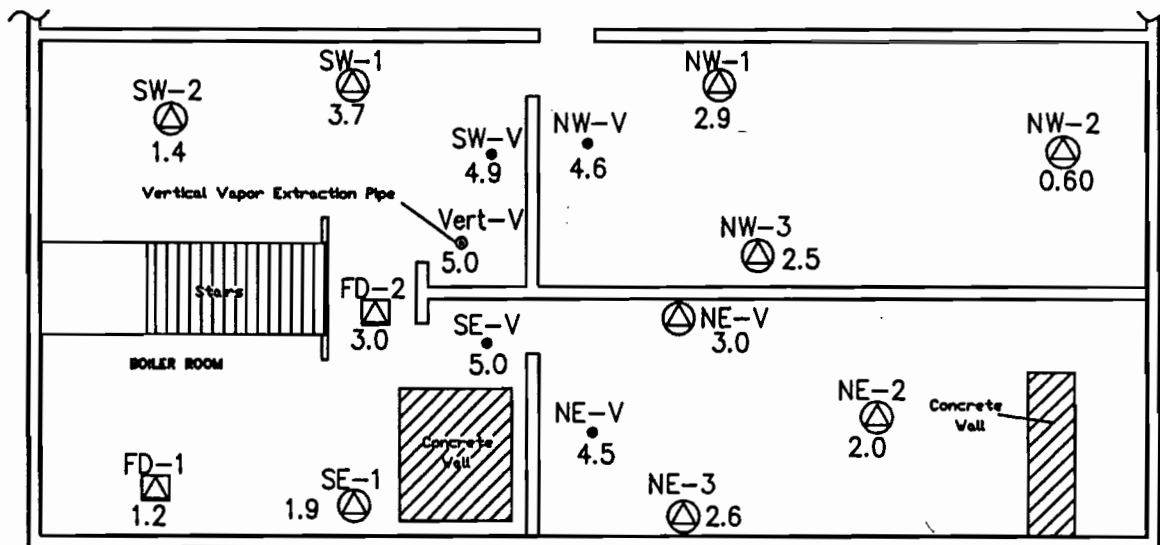 SW-1
3.7
SW-2
1.4
NW-1
2.9
NW-2
0.60
SW-V
4.9
NW-V
4.6
Vertical Vapor Extraction Pipe
Vert-V
5.0
NW-3
2.5
Stairs
FD-2
3.0
SE-V
5.0
NE-V
3.0
BOILER ROOM
NE-2
2.0
Concrete
Wall
NE-V
4.5
Concrete
Wall
FD-1
1.2
SE-1
1.9
NE-3
2.6